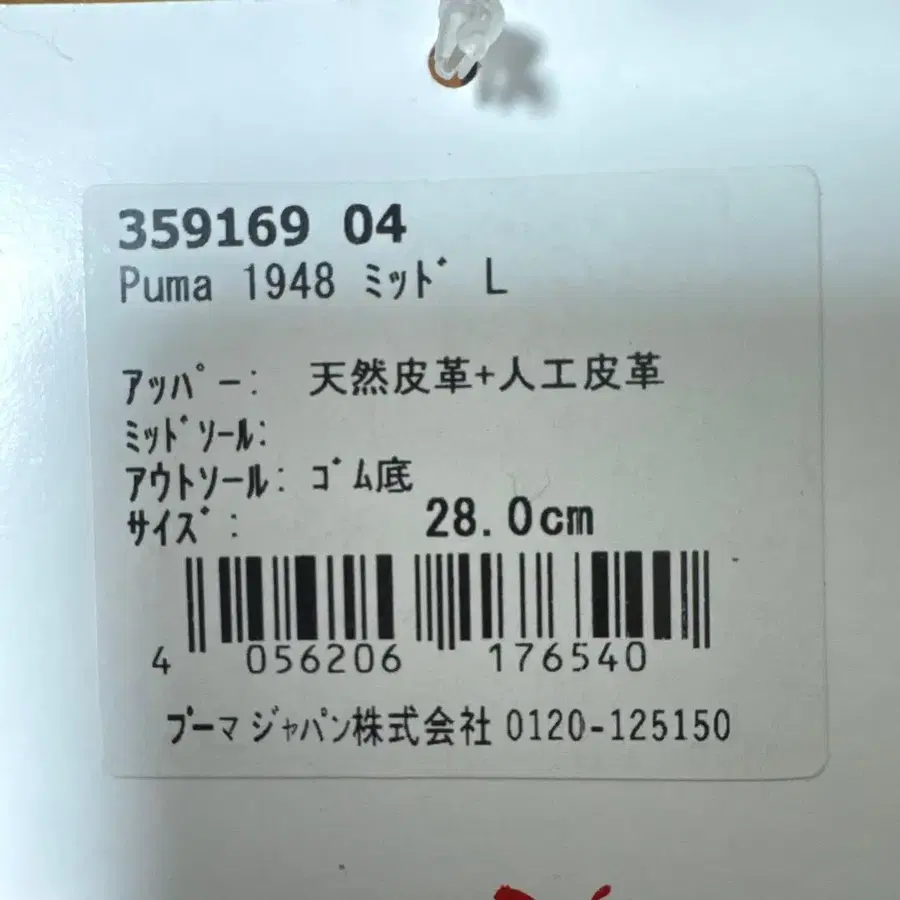 359169 04
Puma 1948 ﾐｯﾄﾞ L
ｱｯﾊﾟｰ: 天然皮革+人工皮革
ﾐｯﾄﾞｿｰﾙ:
ｱｳﾄｿｰﾙ: ｺﾞﾑ底
ｻｲｽﾞ: 28.0cm
4 056206 176540
ﾌﾟｰﾏ ｼﾞｬﾊﾟﾝ株式会社 0120-125150